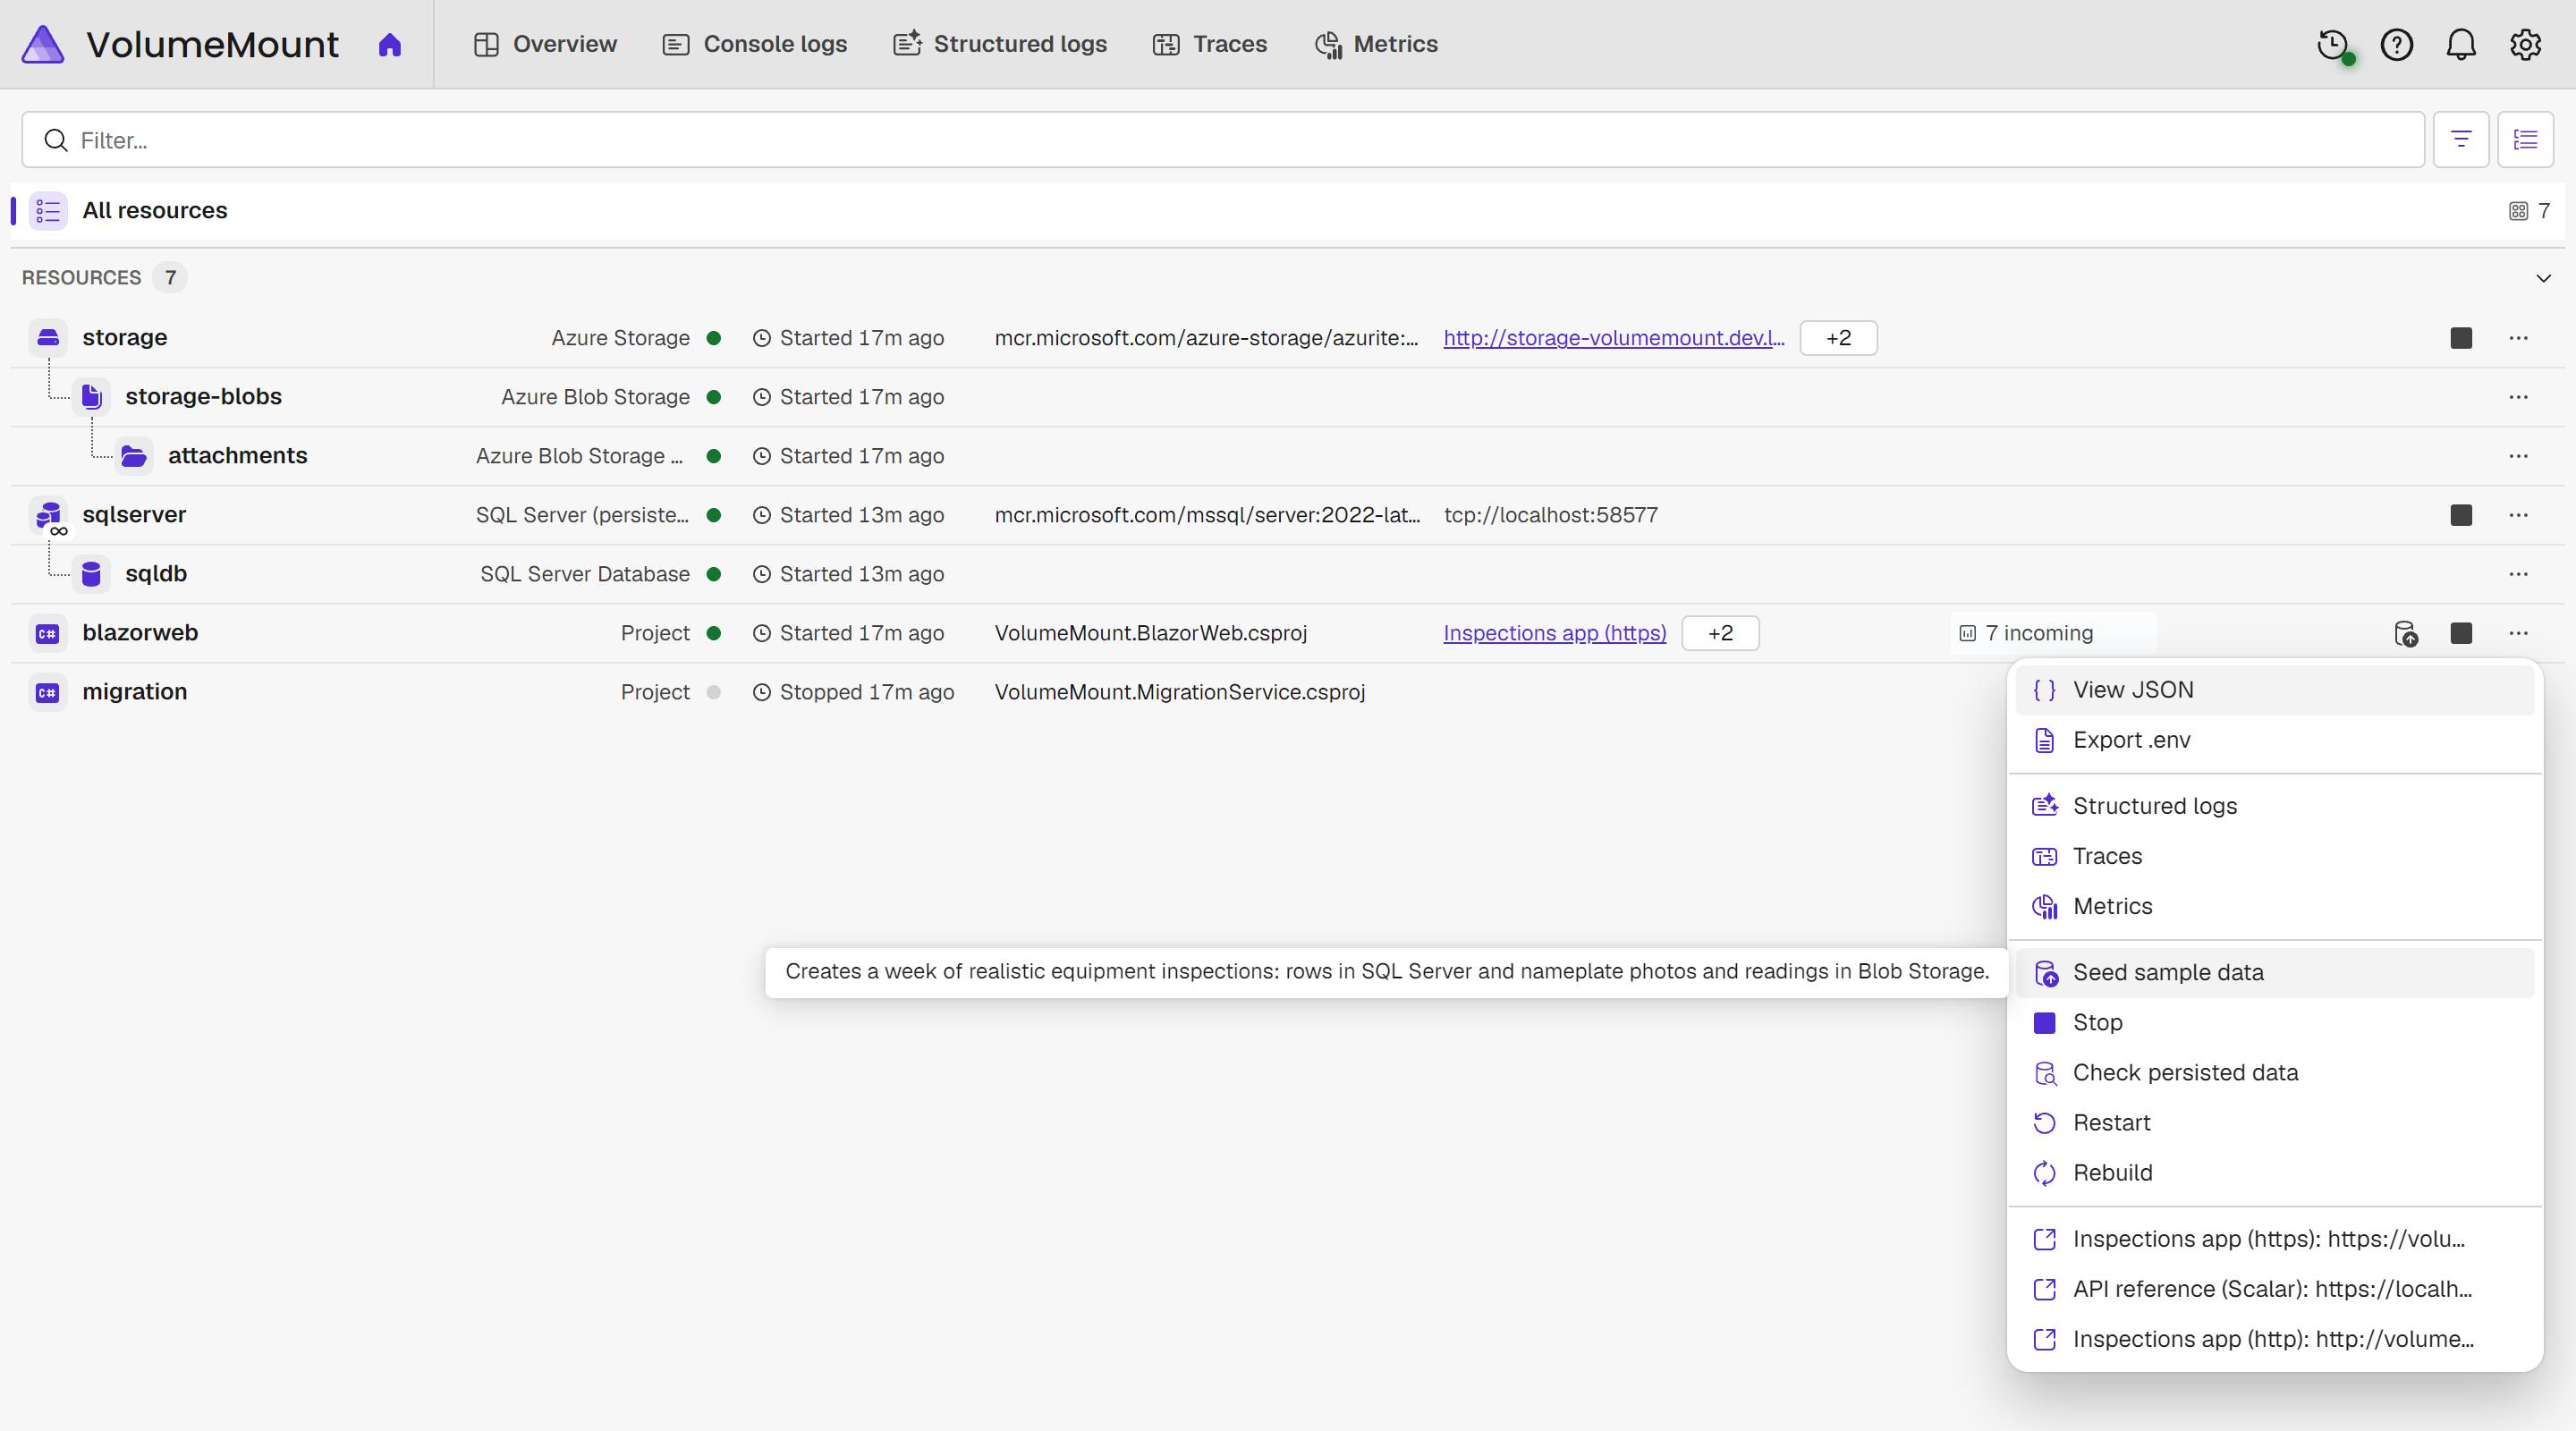 VolumeMount Overview Console logs Structured logs Traces Metrics
Filter...
All resources 7
RESOURCES 7
storage Azure Storage Started 17m ago mcr.microsoft.com/azure-storage/azurite:... http://storage-volumemount.dev.l... +2
storage-blobs Azure Blob Storage Started 17m ago
attachments Azure Blob Storage ... Started 17m ago
sqlserver SQL Server (persiste... Started 13m ago mcr.microsoft.com/mssql/server:2022-lat... tcp://localhost:58577
sqldb SQL Server Database Started 13m ago
C# blazorweb Project Started 17m ago VolumeMount.BlazorWeb.csproj Inspections app (https) +2 7 incoming
C# migration Project Stopped 17m ago VolumeMount.MigrationService.csproj
View JSON
Export .env
Structured logs
Traces
Metrics
Creates a week of realistic equipment inspections: rows in SQL Server and nameplate photos and readings in Blob Storage.
Seed sample data
Stop
Check persisted data
Restart
Rebuild
Inspections app (https): https://volu...
API reference (Scalar): https://localh...
Inspections app (http): http://volume...